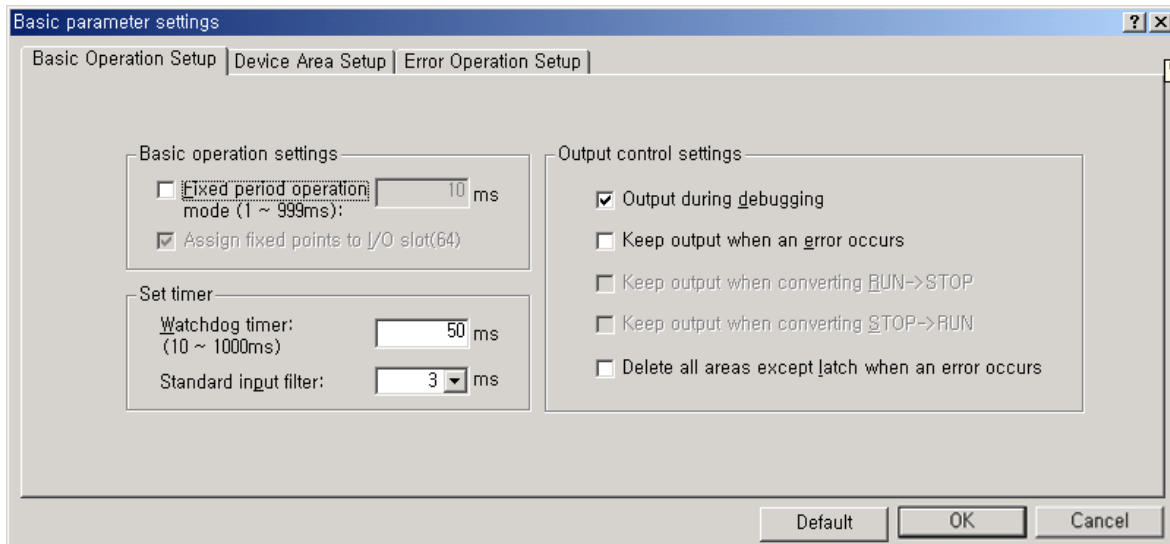 Basic parameter settings
Basic Operation Setup
Device Area Setup
Error Operation Setup
Basic operation settings
Fixed period operation
mode (1 ~ 999ms):
10 ms
Assign fixed points to I/O slot(64)
Set timer
Watchdog timer:
(10 ~ 1000ms)
50 ms
Standard input filter:
3 ms
Output control settings
Output during debugging
Keep output when an error occurs
Keep output when converting RUN->STOP
Keep output when converting STOP->RUN
Delete all areas except latch when an error occurs
Default
OK
Cancel